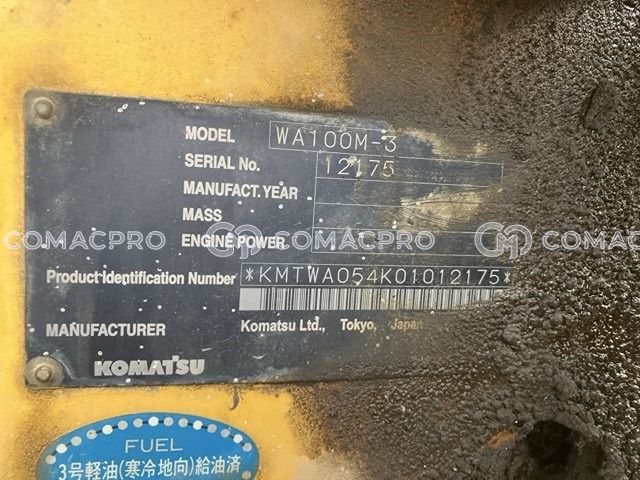 MODEL WA100M-3
SERIAL No. 12175
MANUFACT. YEAR
MASS
ENGINE POWER
COMACPRO COMACPRO COMACPRO
Product Identification Number *KMTWA054K01012175*
MANUFACTURER Komatsu Ltd., Tokyo, Japan
KOMATSU
FUEL
3号軽油(寒冷地向)給油済